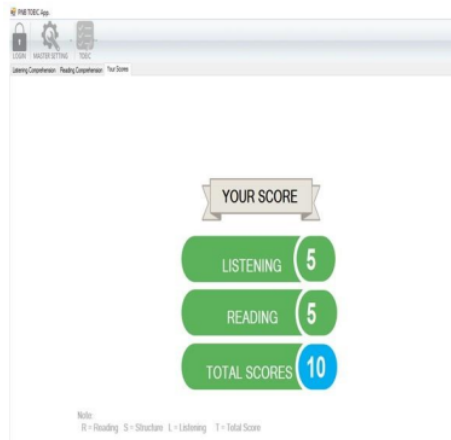 PNB TOEIC App.
LOGIN MASTER SETTING TOEIC
Listening Comprehension Reading Comprehension Your Scores
YOUR SCORE
LISTENING 5
READING 5
TOTAL SCORES 10
Note:
R = Reading S = Structure L = Listening T = Total Score